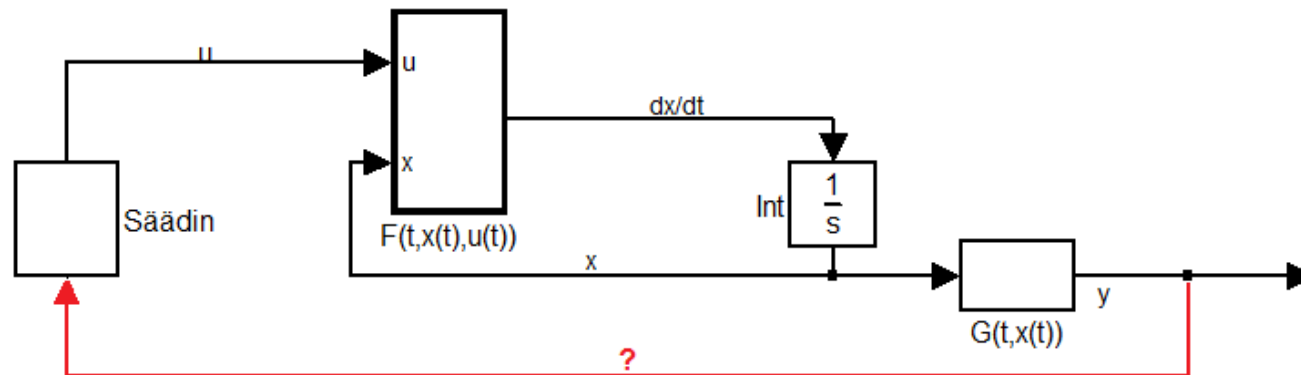 u
u
dx/dt
x
Säädin
F(t,x(t),u(t))
Int
1
s
x
y
G(t,x(t))
?